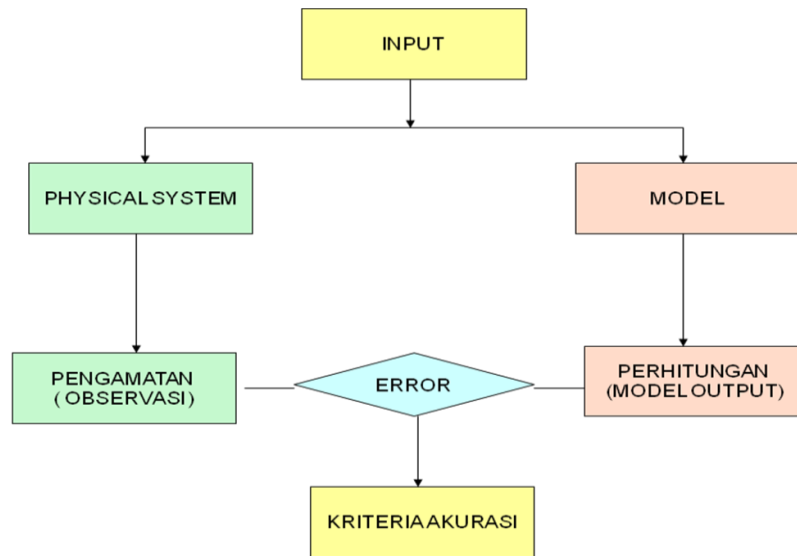 INPUT
PHYSICAL SYSTEM
MODEL
PENGAMATAN
( OBSERVASI)
ERROR
PERHITUNGAN
(MODEL OUTPUT)
KRITERIA AKURASI